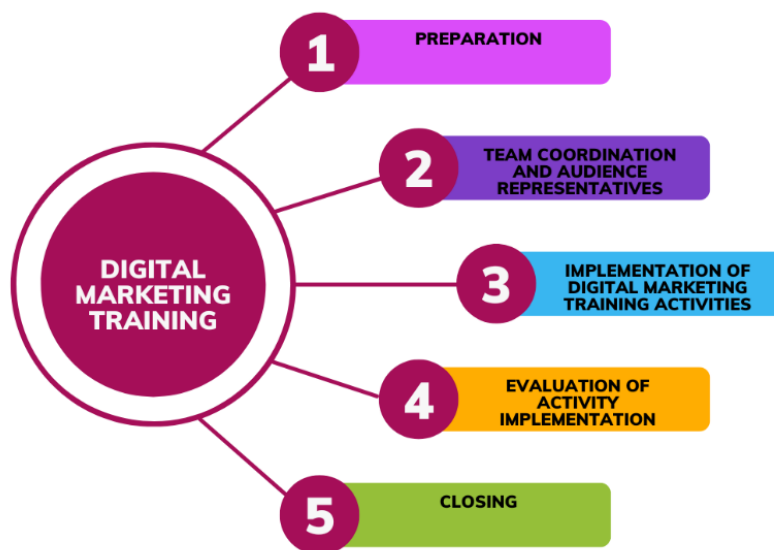 1
PREPARATION
2
TEAM COORDINATION
AND AUDIENCE
REPRESENTATIVES
DIGITAL
MARKETING
TRAINING
3
IMPLEMENTATION OF
DIGITAL MARKETING
TRAINING ACTIVITIES
4
EVALUATION OF
ACTIVITY
IMPLEMENTATION
5
CLOSING